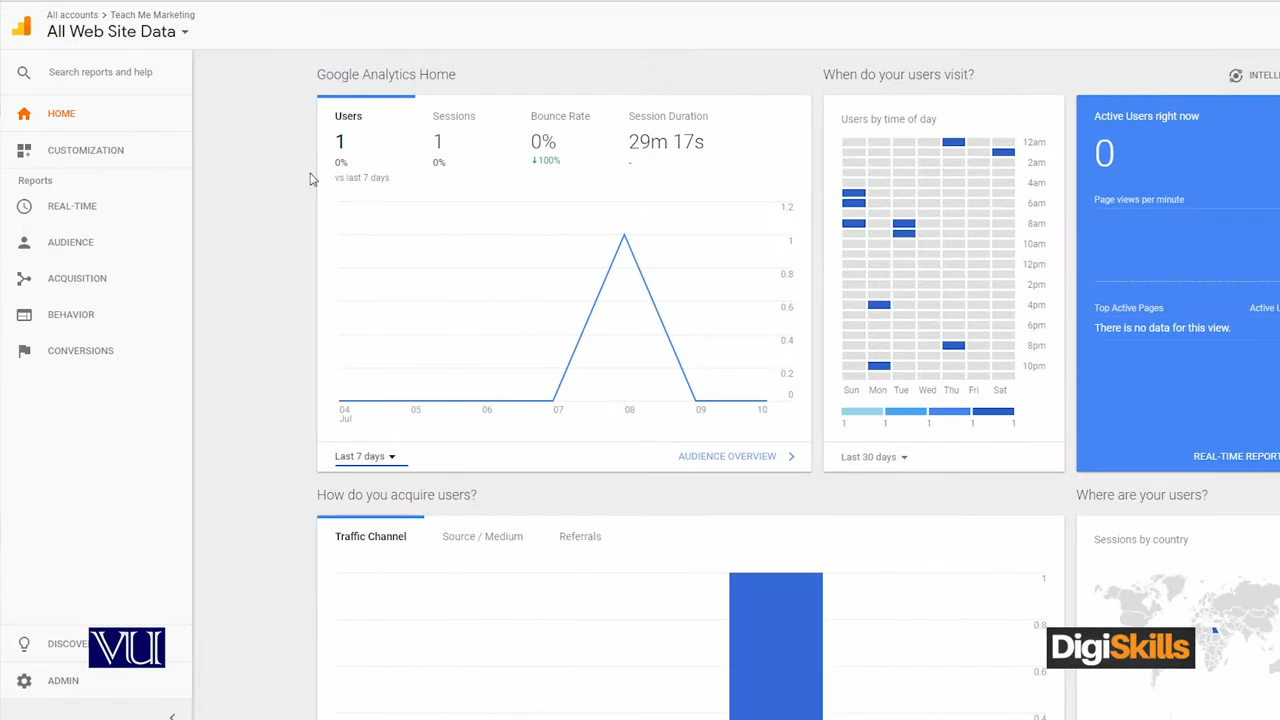 All accounts > Teach Me Marketing
All Web Site Data
Search reports and help
HOME
CUSTOMIZATION
Reports
REAL-TIME
AUDIENCE
ACQUISITION
BEHAVIOR
CONVERSIONS
DISCOVE
ADMIN
VU
Google Analytics Home
Users
1
0%
vs last 7 days
Sessions
1
0%
Bounce Rate
0%
↓100%
Session Duration
29m 17s
-
1.2
1
0.8
0.6
0.4
0.2
0
04 05 06 07 08 09 10
Jul
Last 7 days
AUDIENCE OVERVIEW
When do your users visit?
Users by time of day
12am
2am
4am
6am
8am
10am
12pm
2pm
4pm
6pm
8pm
10pm
Sun Mon Tue Wed Thu Fri Sat
1 1 1 1 1
Last 30 days
INTELL
Active Users right now
0
Page views per minute
Top Active Pages Active U
There is no data for this view.
REAL-TIME REPORT
How do you acquire users?
Traffic Channel Source / Medium Referrals
1
0.8
0.6
0.4
Where are your users?
Sessions by country
DigiSkills